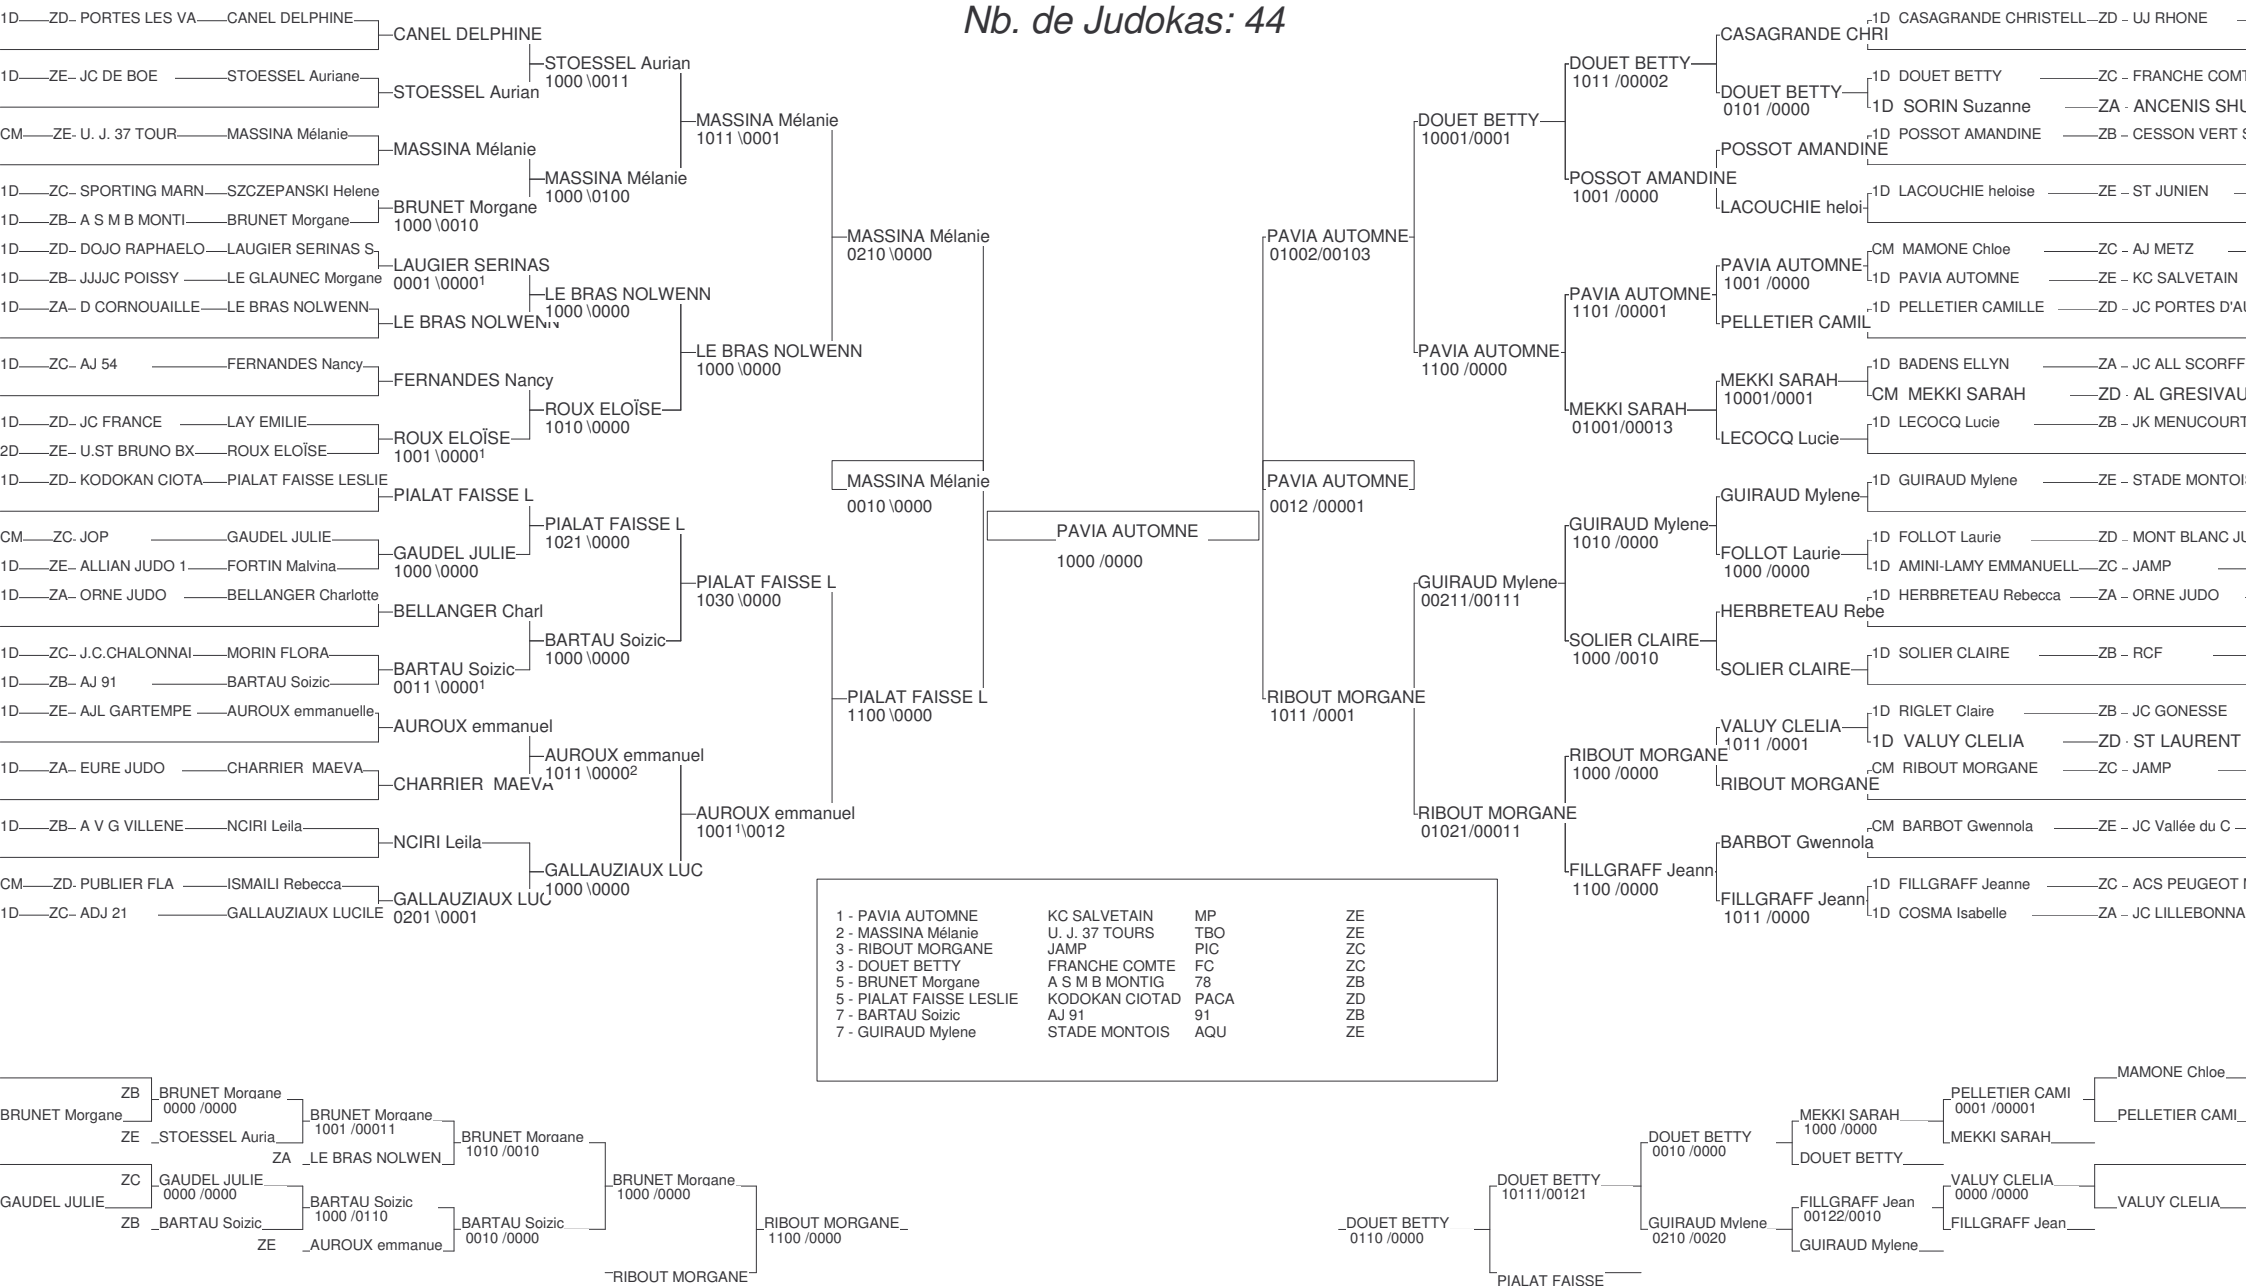 Nb. de Judokas: 44
1D ZD PORTES LES VA CANEL DELPHINE
CANEL DELPHINE
STOESSEL Aurian
1000 \0011
1D ZE JC DE BOE STOESSEL Auriane
STOESSEL Aurian
MASSINA Mélanie
1011 \0001
CM ZE U. J. 37 TOUR MASSINA Mélanie
MASSINA Mélanie
MASSINA Mélanie
1000 \0100
1D ZC SPORTING MARN SZCZEPANSKI Helene
BRUNET Morgane
1000 \0010
1D ZB A S M B MONTI BRUNET Morgane
MASSINA Mélanie
0210 \0000
1D ZD DOJO RAPHAELO LAUGIER SERINAS S
LAUGIER SERINAS
0001 \0000¹
1D ZB JJJJC POISSY LE GLAUNEC Morgane
LE BRAS NOLWENN
1000 \0000
1D ZA D CORNOUAILLE LE BRAS NOLWENN
LE BRAS NOLWENN
LE BRAS NOLWENN
1000 \0000
1D ZC AJ 54 FERNANDES Nancy
FERNANDES Nancy
ROUX ELOÏSE
1010 \0000
1D ZD JC FRANCE LAY EMILIE
ROUX ELOÏSE
1001 \0000¹
2D ZE U.ST BRUNO BX ROUX ELOÏSE
MASSINA Mélanie
0010 \0000
1D ZD KODOKAN CIOTA PIALAT FAISSE LESLIE
PIALAT FAISSE L
PIALAT FAISSE L
1021 \0000
CM ZC JOP GAUDEL JULIE
GAUDEL JULIE
1000 \0000
1D ZE ALLIAN JUDO 1 FORTIN Malvina
PIALAT FAISSE L
1030 \0000
1D ZA ORNE JUDO BELLANGER Charlotte
BELLANGER Charl
BARTAU Soizic
1000 \0000
1D ZC J.C.CHALONNAI MORIN FLORA
BARTAU Soizic
0011 \0000¹
1D ZB AJ 91 BARTAU Soizic
PIALAT FAISSE L
1100 \0000
1D ZE AJL GARTEMPE AUROUX emmanuelle
AUROUX emmanuel
AUROUX emmanuel
1011 \0000²
1D ZA EURE JUDO CHARRIER MAEVA
CHARRIER MAEVA
AUROUX emmanuel
1001¹\0012
1D ZB A V G VILLENE NCIRI Leila
NCIRI Leila
GALLAUZIAUX LUC
1000 \0000
CM ZD PUBLIER FLA ISMAILI Rebecca
GALLAUZIAUX LUC
0201 \0001
1D ZC ADJ 21 GALLAUZIAUX LUCILE
PAVIA AUTOMNE
1000 /0000
1D CASAGRANDE CHRISTELL ZD UJ RHONE
CASAGRANDE CHRI
DOUET BETTY
1011 /00002
1D DOUET BETTY ZC FRANCHE COMT
DOUET BETTY
0101 /0000
1D SORIN Suzanne ZA ANCENIS SHU
DOUET BETTY
10001/0001
1D POSSOT AMANDINE ZB CESSON VERT S
POSSOT AMANDINE
POSSOT AMANDINE
1001 /0000
1D LACOUCHIE heloise ZE ST JUNIEN
LACOUCHIE heloi
PAVIA AUTOMNE
01002/00103
CM MAMONE Chloe ZC AJ METZ
PAVIA AUTOMNE
1001 /0000
1D PAVIA AUTOMNE ZE KC SALVETAIN
PAVIA AUTOMNE
1101 /00001
1D PELLETIER CAMILLE ZD JC PORTES D'AU
PELLETIER CAMIL
PAVIA AUTOMNE
1100 /0000
1D BADENS ELLYN ZA JC ALL SCORFF
MEKKI SARAH
10001/0001
CM MEKKI SARAH ZD AL GRESIVAU
MEKKI SARAH
01001/00013
1D LECOCQ Lucie ZB JK MENUCOURT
LECOCQ Lucie
PAVIA AUTOMNE
0012 /00001
1D GUIRAUD Mylene ZE STADE MONTOIS
GUIRAUD Mylene
GUIRAUD Mylene
1010 /0000
1D FOLLOT Laurie ZD MONT BLANC JU
FOLLOT Laurie
1000 /0000
1D AMINI-LAMY EMMANUELL ZC JAMP
GUIRAUD Mylene
00211/00111
1D HERBRETEAU Rebecca ZA ORNE JUDO
HERBRETEAU Rebe
SOLIER CLAIRE
1000 /0010
1D SOLIER CLAIRE ZB RCF
SOLIER CLAIRE
RIBOUT MORGANE
1011 /0001
1D RIGLET Claire ZB JC GONESSE
VALUY CLELIA
1011 /0001
1D VALUY CLELIA ZD ST LAURENT
RIBOUT MORGANE
1000 /0000
CM RIBOUT MORGANE ZC JAMP
RIBOUT MORGANE
RIBOUT MORGANE
01021/00011
CM BARBOT Gwennola ZE JC Vallée du C
BARBOT Gwennola
FILLGRAFF Jeann
1100 /0000
1D FILLGRAFF Jeanne ZC ACS PEUGEOT M
FILLGRAFF Jeann
1011 /0000
1D COSMA Isabelle ZA JC LILLEBONNA
1 - PAVIA AUTOMNE KC SALVETAIN MP ZE
2 - MASSINA Mélanie U. J. 37 TOURS TBO ZE
3 - RIBOUT MORGANE JAMP PIC ZC
3 - DOUET BETTY FRANCHE COMTE FC ZC
5 - BRUNET Morgane A S M B MONTIG 78 ZB
5 - PIALAT FAISSE LESLIE KODOKAN CIOTAD PACA ZD
7 - BARTAU Soizic AJ 91 91 ZB
7 - GUIRAUD Mylene STADE MONTOIS AQU ZE
ZB BRUNET Morgane
0000 /0000
BRUNET Morgane
BRUNET Morgane
1001 /00011
ZE STOESSEL Auria
BRUNET Morgane
1010 /0010
ZA LE BRAS NOLWEN
BRUNET Morgane
1000 /0000
ZC GAUDEL JULIE
0000 /0000
GAUDEL JULIE
BARTAU Soizic
1000 /0110
ZB BARTAU Soizic
BARTAU Soizic
0010 /0000
ZE AUROUX emmanue
RIBOUT MORGANE
1100 /0000
RIBOUT MORGANE
MAMONE Chloe
PELLETIER CAMI
0001 /00001
PELLETIER CAMI
MEKKI SARAH
1000 /0000
MEKKI SARAH
DOUET BETTY
0010 /0000
DOUET BETTY
DOUET BETTY
10111/00121
VALUY CLELIA
0000 /0000
VALUY CLELIA
FILLGRAFF Jean
00122/0010
FILLGRAFF Jean
GUIRAUD Mylene
0210 /0020
GUIRAUD Mylene
DOUET BETTY
0110 /0000
PIALAT FAISSE